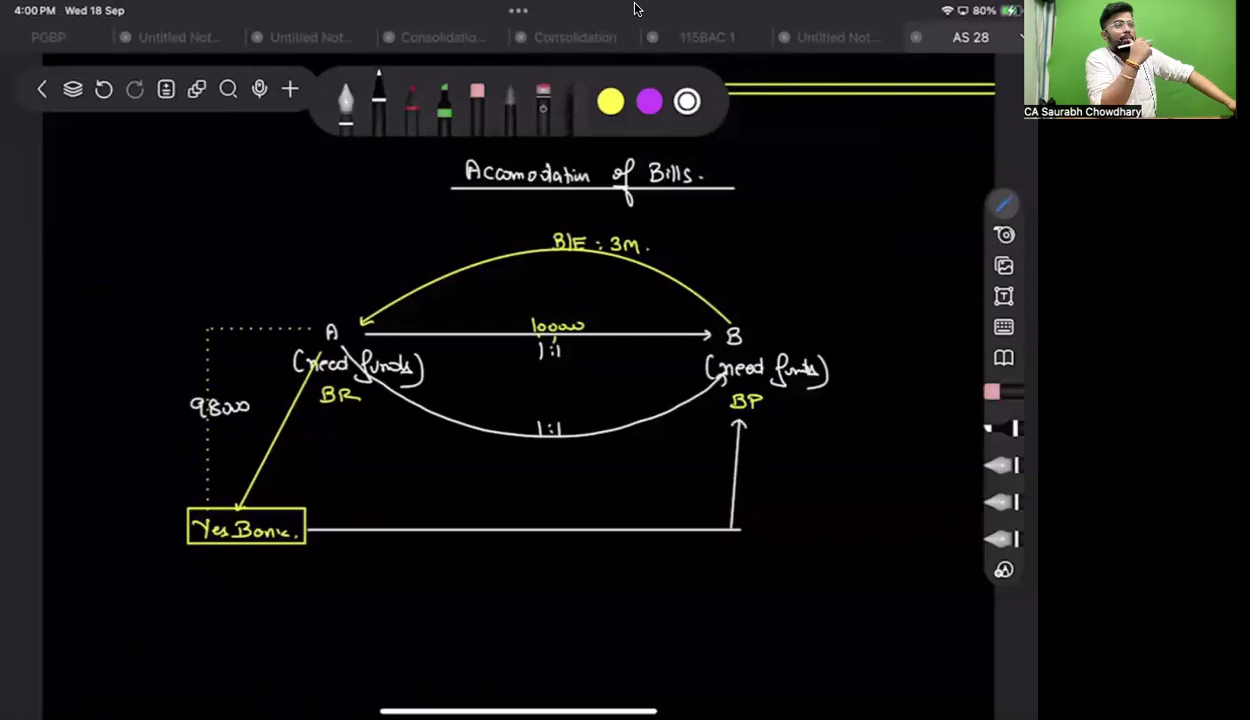 4:00 PM Wed 18 Sep
80%
PGBP
Untitled Not...
Untitled Not...
Consolidatio...
Consolidation
115BAC 1
Untitled Not...
AS 28
CA Saurabh Chowdhary
Accomodation of Bills.
B/E : 3M.
A
10,000
B
1:1
(need funds)
(need funds)
BR
BP
98000
1:1
Yes Bank.